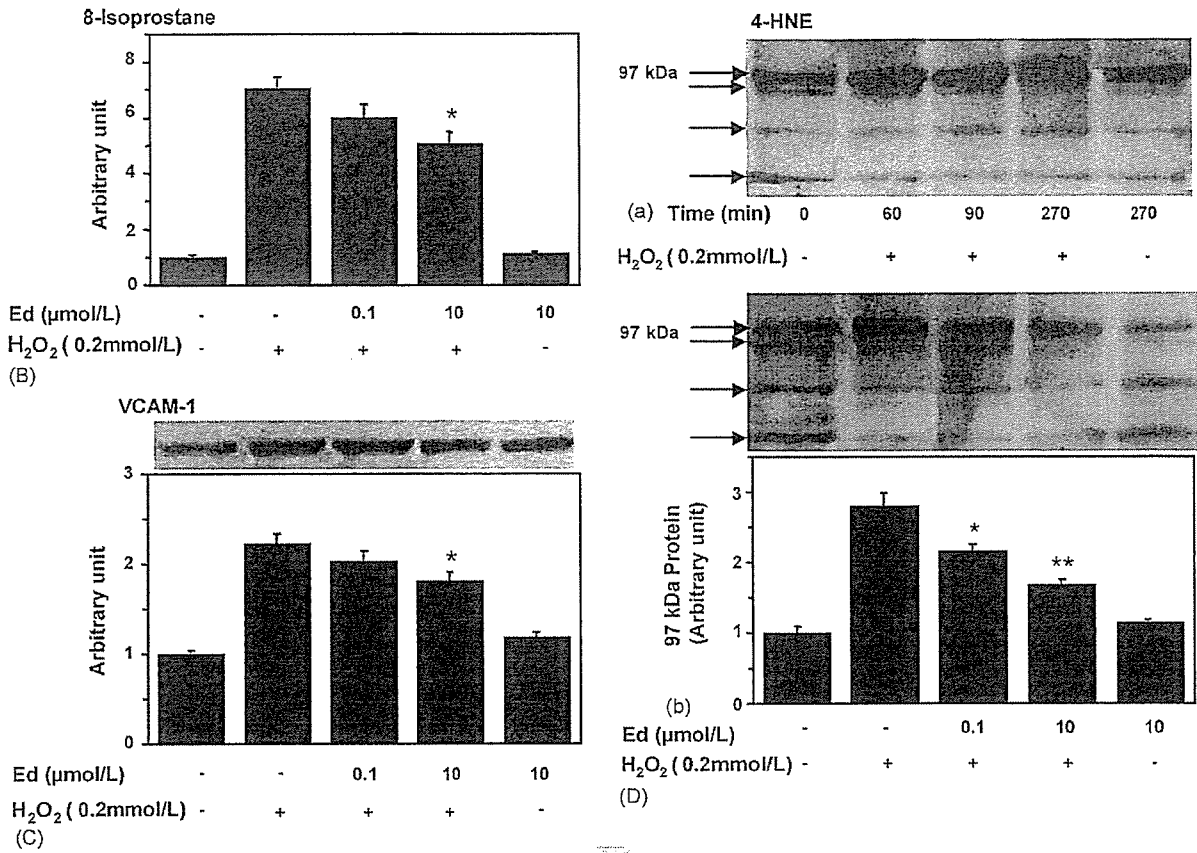 8-Isoprostane
8
6
4
2
0
Arbitrary unit
*
Ed (µmol/L) - - 0.1 10 10
H₂O₂ ( 0.2mmol/L) - + + + -
(B)
VCAM-1
3
2
1
0
Arbitrary unit
*
Ed (µmol/L) - - 0.1 10 10
H₂O₂ ( 0.2mmol/L) - + + + -
(C)
4-HNE
97 kDa
(a) Time (min) 0 60 90 270 270
H₂O₂ ( 0.2mmol/L) - + + + -
97 kDa
3
2
1
0
97 kDa Protein
(Arbitrary unit)
*
**
(b)
Ed (µmol/L) - - 0.1 10 10
H₂O₂ ( 0.2mmol/L) - + + + -
(D)